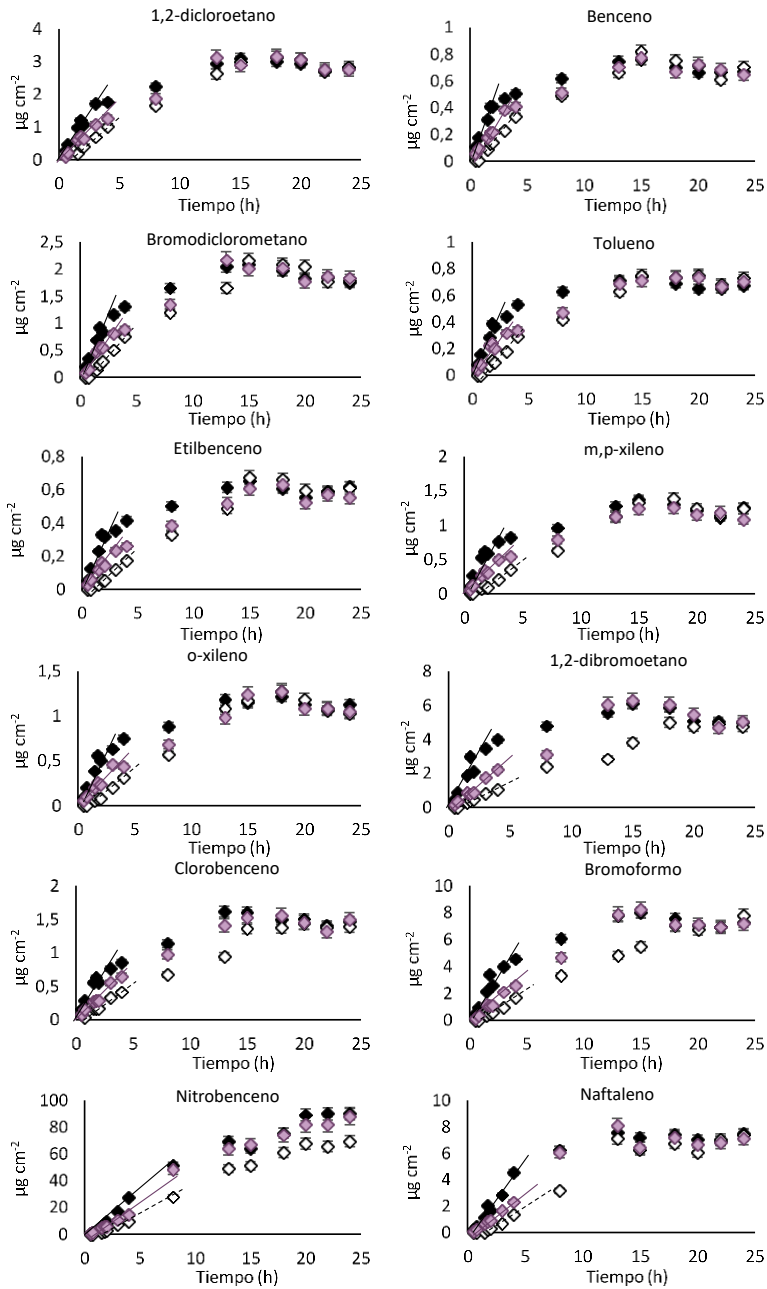 1,2-dicloroetano
4
3
2
1
0
µg cm-2
0 5 10 15 20 25
Tiempo (h)
Benceno
1
0,8
0,6
0,4
0,2
0
µg cm-2
0 5 10 15 20 25
Tiempo (h)
Bromodiclorometano
2,5
2
1,5
1
0,5
0
µg cm-2
0 5 10 15 20 25
Tiempo (h)
Tolueno
1
0,8
0,6
0,4
0,2
0
µg cm-2
0 5 10 15 20 25
Tiempo (h)
Etilbenceno
0,8
0,6
0,4
0,2
0
µg cm-2
0 5 10 15 20 25
Tiempo (h)
m,p-xileno
2
1,5
1
0,5
0
µg cm-2
0 5 10 15 20 25
Tiempo (h)
o-xileno
1,5
1
0,5
0
µg cm-2
0 5 10 15 20 25
Tiempo (h)
1,2-dibromoetano
8
6
4
2
0
µg cm-2
0 5 10 15 20 25
Tiempo (h)
Clorobenceno
2
1,5
1
0,5
0
µg cm-2
0 5 10 15 20 25
Tiempo (h)
Bromoformo
10
8
6
4
2
0
µg cm-2
0 5 10 15 20 25
Tiempo (h)
Nitrobenceno
100
80
60
40
20
0
µg cm-2
0 5 10 15 20 25
Tiempo (h)
Naftaleno
10
8
6
4
2
0
µg cm-2
0 5 10 15 20 25
Tiempo (h)